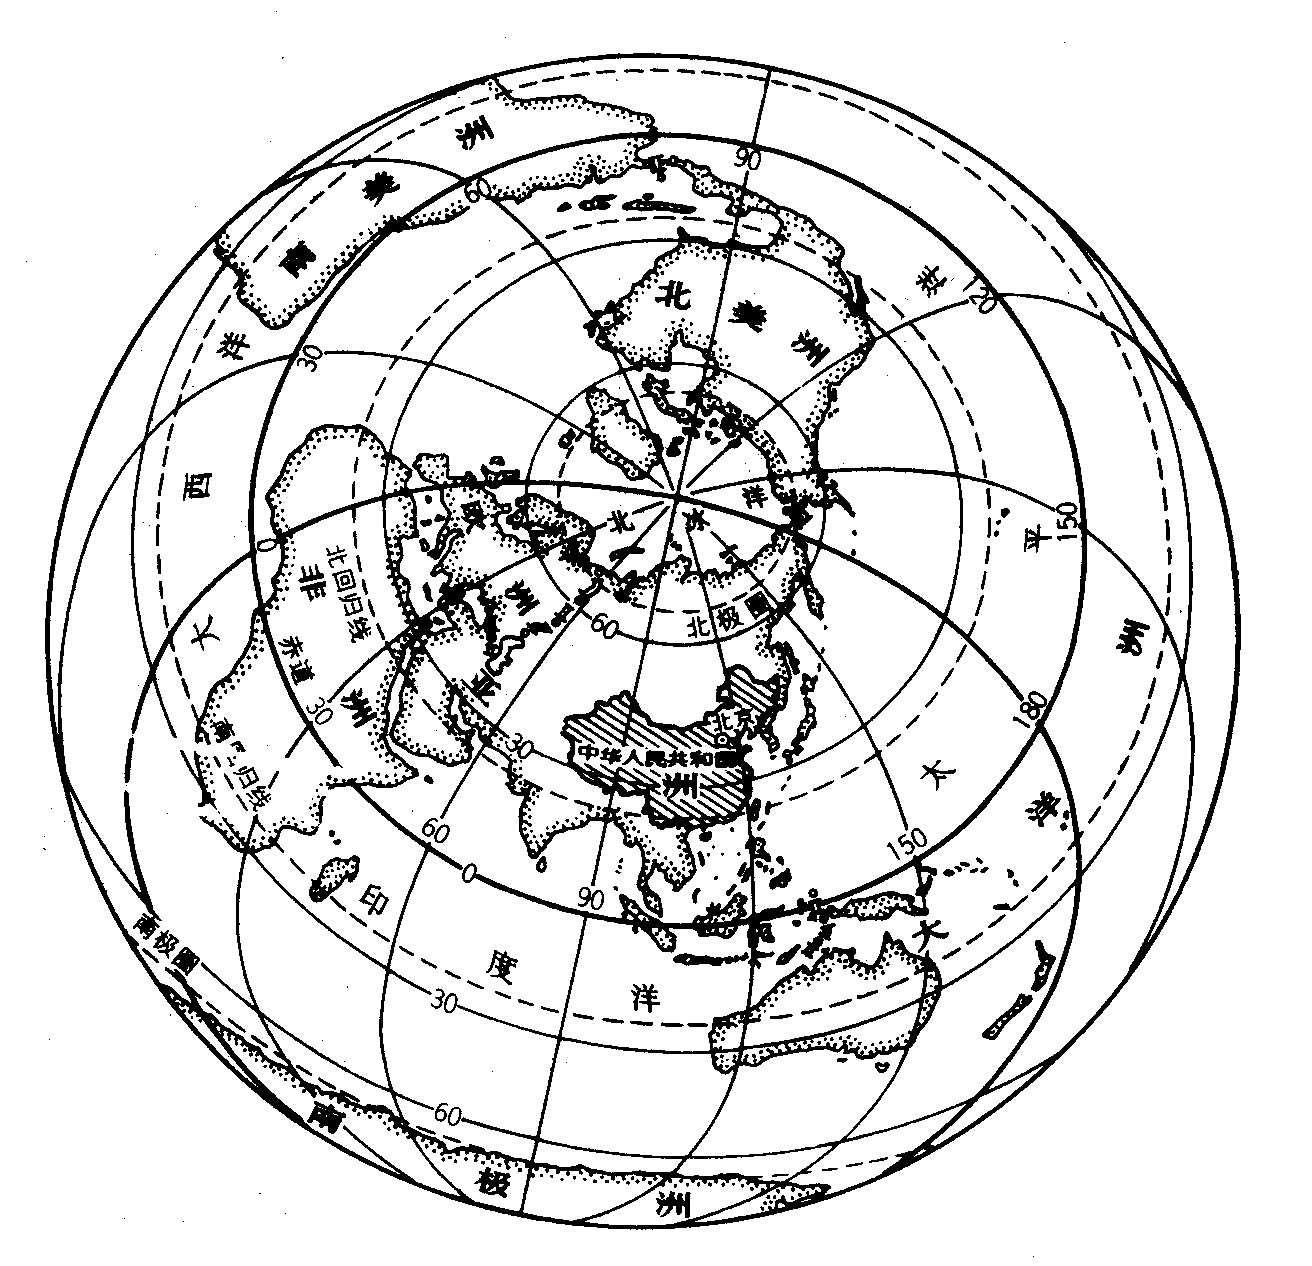 南美洲
北美洲
大西洋
太平洋
北冰洋
欧洲
非洲
亚洲
北回归线
赤道
南回归线
北极圈
中华人民共和国
北京
印度洋
大洋洲
南极圈
南极洲
90
60
120
30
150
0
60
180
30
30
60
0
90
150
30
60